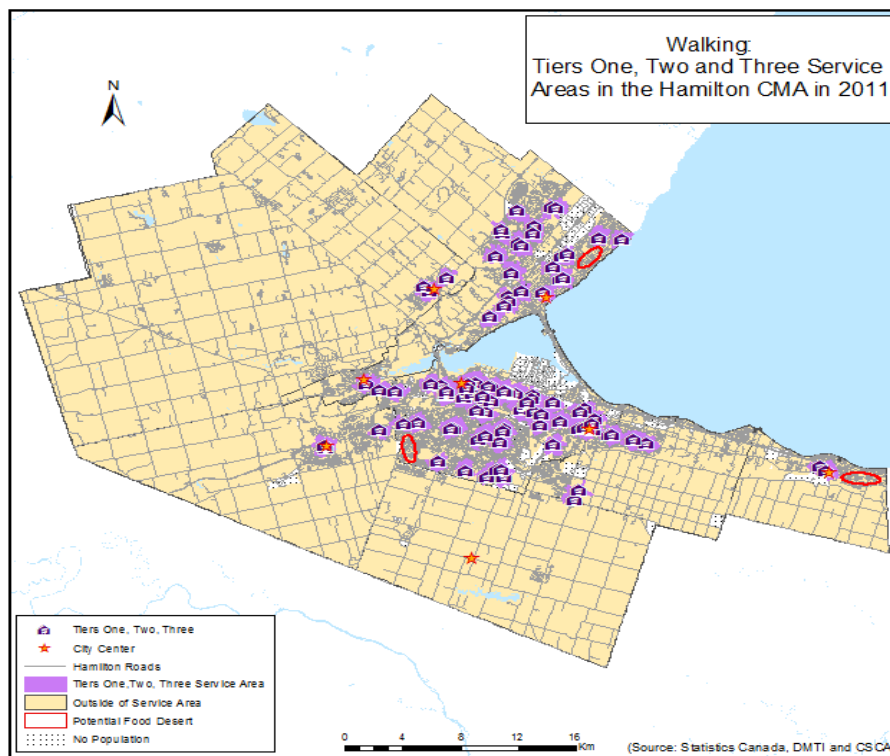 Walking:
Tiers One, Two and Three Service
Areas in the Hamilton CMA in 2011
N
Tiers One, Two, Three
City Center
Hamilton Roads
Tiers One,Two, Three Service Area
Outside of Service Area
Potential Food Desert
No Population
0 4 8 12 16
Km
(Source: Statistics Canada, DMTI and CSCA